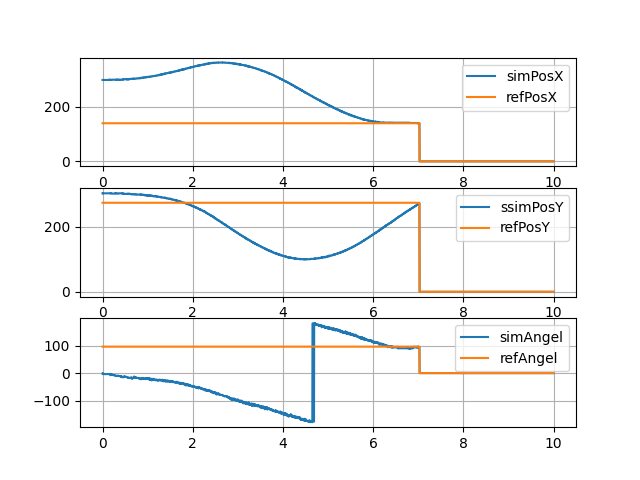 simPosX
refPosX
200
0
0 2 4 6 8 10
ssimPosY
refPosY
200
0
0 2 4 6 8 10
simAngel
refAngel
100
0
−100
0 2 4 6 8 10